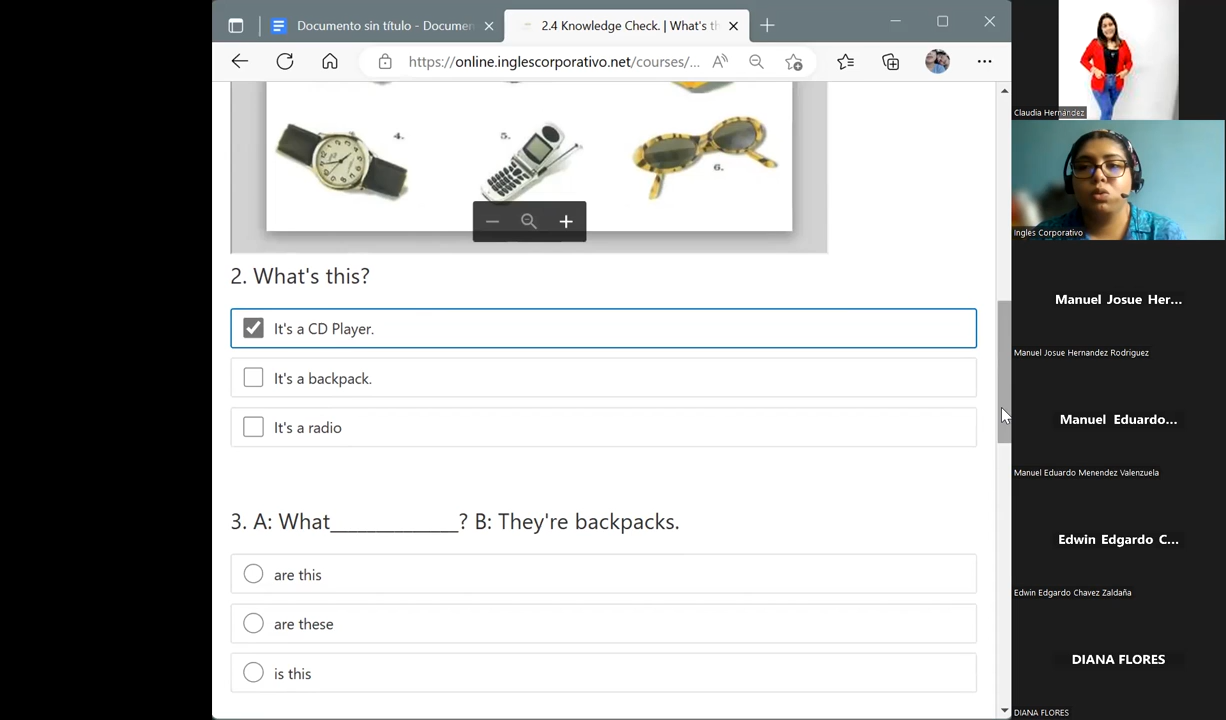 Documento sin título - Documen
2.4 Knowledge Check. | What's th
https://online.inglescorporativo.net/courses/...
4.
5.
6.
2. What's this?
It's a CD Player.
It's a backpack.
It's a radio
3. A: What_____________? B: They're backpacks.
are this
are these
is this
Claudia Hernández
Ingles Corporativo
Manuel Josue Her...
Manuel Josue Hernandez Rodriguez
Manuel Eduardo...
Manuel Eduardo Menendez Valenzuela
Edwin Edgardo C...
Edwin Edgardo Chavez Zaldaña
DIANA FLORES
DIANA FLORES